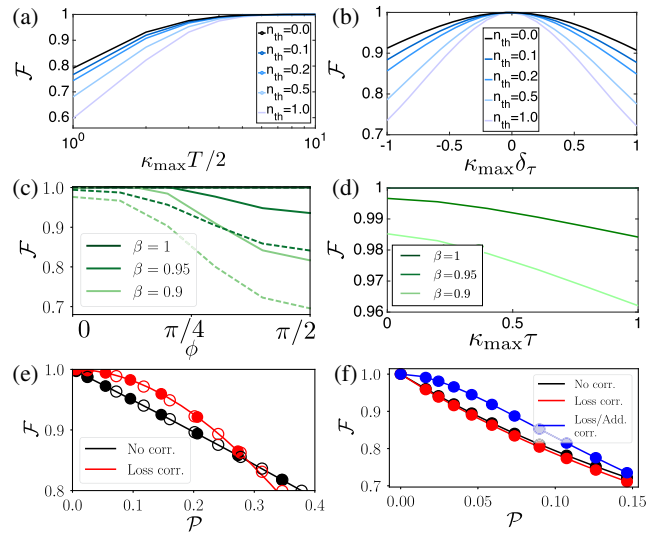 (a)
F
1.0
0.9
0.8
0.7
0.6
n_th=0.0
n_th=0.1
n_th=0.2
n_th=0.5
n_th=1.0
10^0
10^1
κ_max T/2
(b)
F
1
0.9
0.8
0.7
n_th=0.0
n_th=0.1
n_th=0.2
n_th=0.5
n_th=1.0
-1 -0.5 0 0.5 1
κ_max δ_τ
(c)
F
1.0
0.9
0.8
0.7
β = 1
β = 0.95
β = 0.9
0 π/4 π/2
ϕ
(d)
F
1
0.99
0.98
0.97
0.96
β=1
β=0.95
β=0.9
0 0.5 1
κ_max τ
(e)
F
1.0
0.9
0.8
No corr.
Loss corr.
0.0 0.1 0.2 0.3 0.4
P
(f)
F
1.0
0.9
0.8
0.7
No corr.
Loss corr.
Loss/Add.
corr.
0.00 0.05 0.10 0.15
P